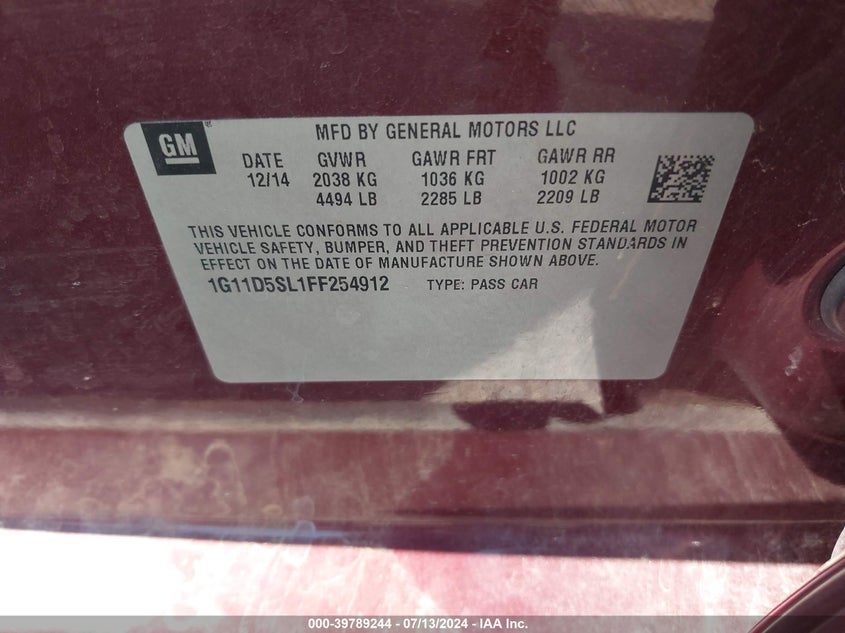 GM
MFD BY GENERAL MOTORS LLC
DATE GVWR GAWR FRT GAWR RR
12/14 2038 KG 1036 KG 1002 KG
4494 LB 2285 LB 2209 LB
THIS VEHICLE CONFORMS TO ALL APPLICABLE U.S. FEDERAL MOTOR
VEHICLE SAFETY, BUMPER, AND THEFT PREVENTION STANDARDS IN
EFFECT ON THE DATE OF MANUFACTURE SHOWN ABOVE.
1G11D5SL1FF254912 TYPE: PASS CAR
000-39789244 - 07/13/2024 - IAA Inc.